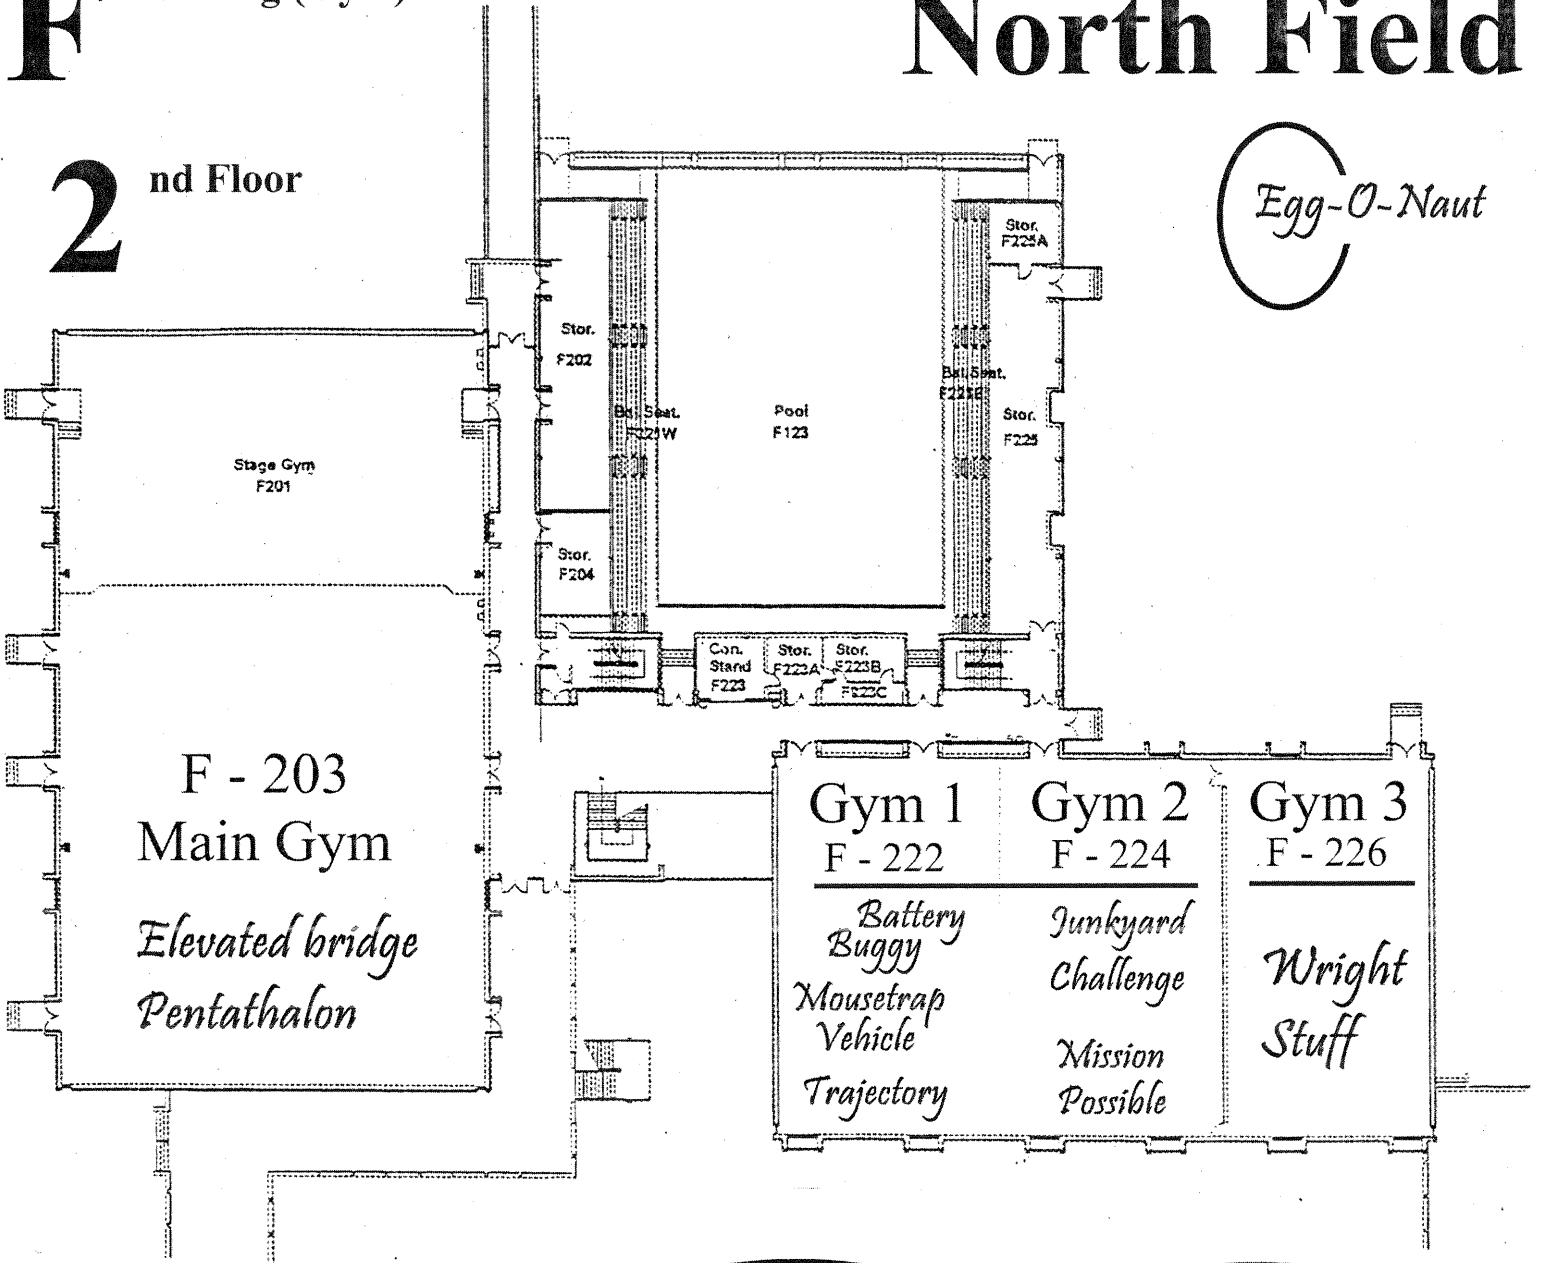 F
North Field
2 nd Floor
Egg-O-Naut
Stor.
F225A
Stor.
F202
Bal. Seat.
Stor.
F225
Pool
F123
Stage Gym
F201
Stor.
F204
Con.
Stand
F223
Stor.
F223A
Stor.
F223B
F223C
F - 203
Main Gym
Elevated bridge
Pentathalon
Gym 1
F - 222
Battery
Buggy
Mousetrap
Vehicle
Trajectory
Gym 2
F - 224
Junkyard
Challenge
Mission
Possible
Gym 3
F - 226
Wright
Stuff